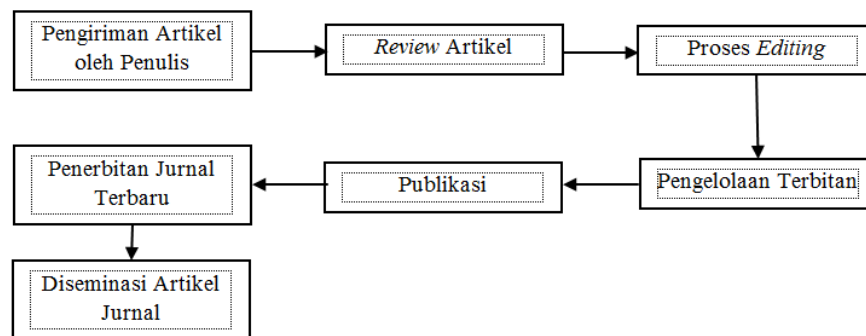 Pengiriman Artikel
oleh Penulis
Review Artikel
Proses Editing
Pengelolaan Terbitan
Publikasi
Penerbitan Jurnal
Terbaru
Diseminasi Artikel
Jurnal